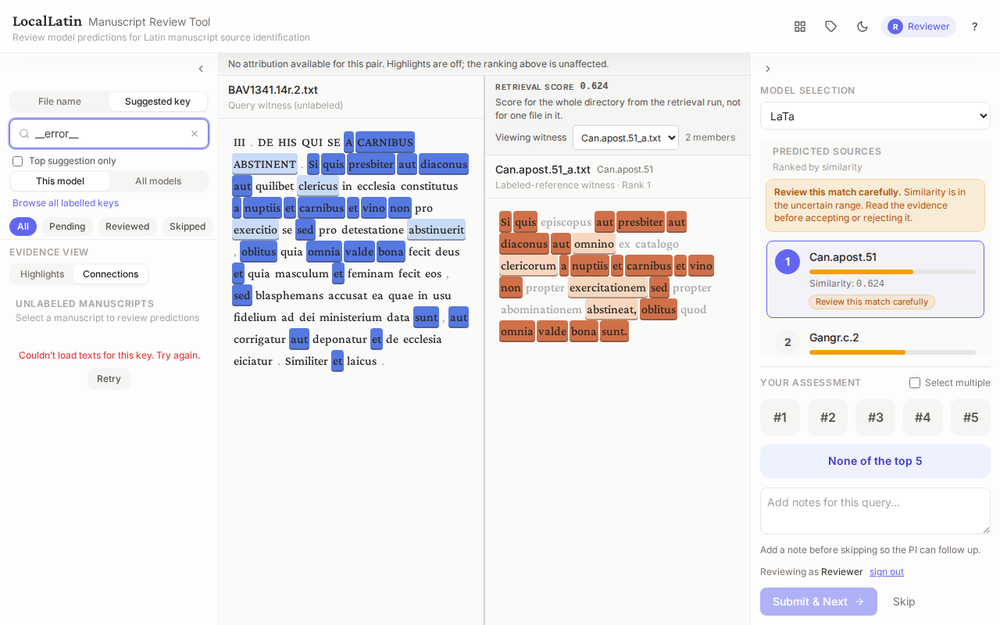 LocalLatin Manuscript Review Tool
Review model predictions for Latin manuscript source identification
R Reviewer ?
File name Suggested key
__error__
Top suggestion only
This model All models
Browse all labelled keys
All Pending Reviewed Skipped
EVIDENCE VIEW
Highlights Connections
UNLABELED MANUSCRIPTS
Select a manuscript to review predictions
Couldn't load texts for this key. Try again.
Retry
No attribution available for this pair. Highlights are off; the ranking above is unaffected.
BAV1341.14r.2.txt
Query witness (unlabeled)
III . DE HIS QUI SE A CARNIBUS
ABSTINENT . Si quis presbiter aut diaconus
aut quilibet clericus in ecclesia constitutus
a nuptiis et carnibus et vino non pro
exercitio se sed pro detestatione abstinuerit
, oblitus quia omnia valde bona fecit deus
et quia masculum et feminam fecit eos ,
sed blasphemans accusat ea quae in usu
fidelium ad dei ministerium data sunt , aut
corrigatur aut deponatur et de ecclesia
eiciatur . Similiter et laicus .
RETRIEVAL SCORE 0.624
Score for the whole directory from the retrieval run, not
for one file in it.
Viewing witness Can.apost.51_a.txt 2 members
Can.apost.51_a.txt Can.apost.51
Labeled-reference witness · Rank 1
Si quis episcopus aut presbiter aut
diaconus aut omnino ex catalogo
clericorum a nuptiis et carnibus et vino
non propter exercitationem sed propter
abominationem abstineat, oblitus quod
omnia valde bona sunt.
MODEL SELECTION
LaTa
PREDICTED SOURCES
Ranked by similarity
Review this match carefully. Similarity is in
the uncertain range. Read the evidence
before accepting or rejecting it.
1 Can.apost.51
Similarity: 0.624
Review this match carefully
2 Gangr.c.2
YOUR ASSESSMENT Select multiple
#1 #2 #3 #4 #5
None of the top 5
Add notes for this query...
Add a note before skipping so the PI can follow up.
Reviewing as Reviewer sign out
Submit & Next → Skip